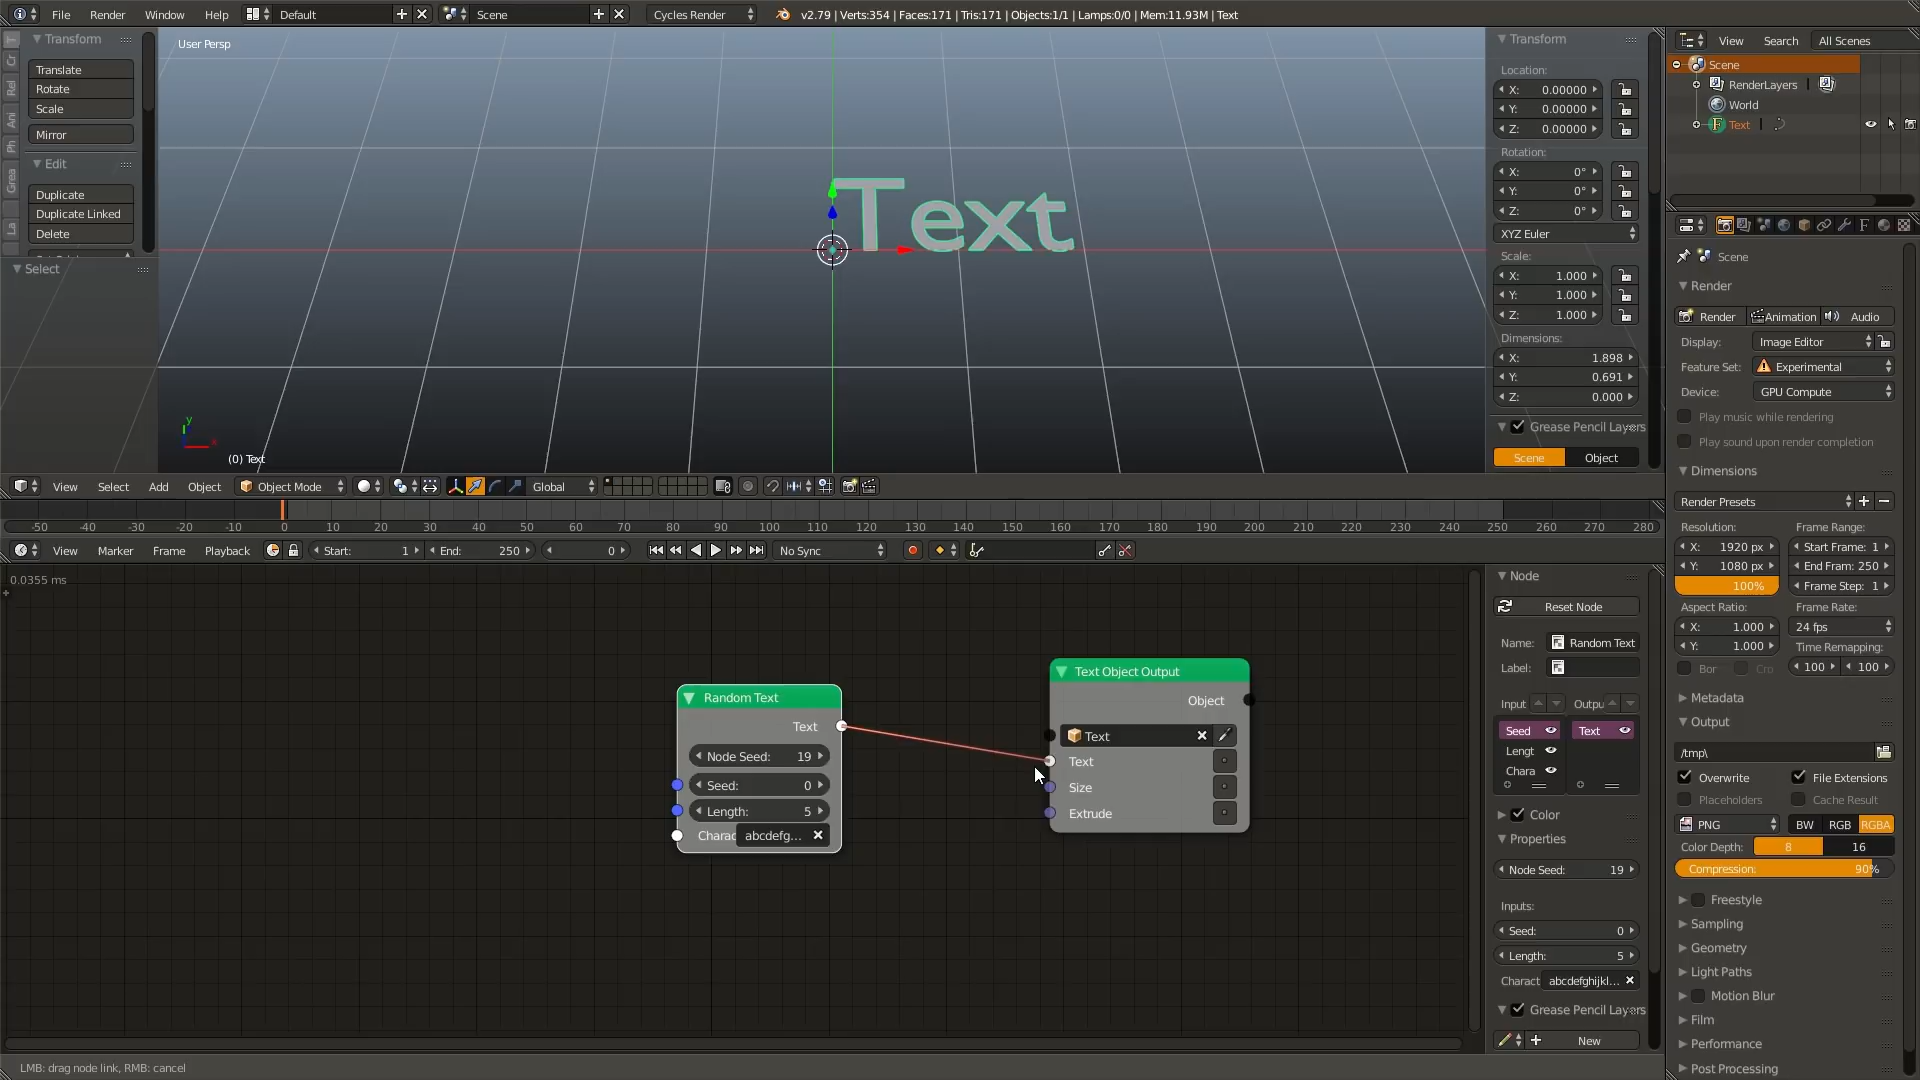 File Render Window Help Default Scene Cycles Render v2.79 | Verts:354 | Faces:171 | Tris:171 | Objects:1/1 | Lamps:0/0 | Mem:11.93M | Text
Transform
Translate
Rotate
Scale
Mirror
Edit
Duplicate
Duplicate Linked
Delete
Select
T
Cr
Rel
Ani
Ph
Grea
La
User Persp
Text
y
x
(0) Text
Transform
Location:
X: 0.00000
Y: 0.00000
Z: 0.00000
Rotation:
X: 0°
Y: 0°
Z: 0°
XYZ Euler
Scale:
X: 1.000
Y: 1.000
Z: 1.000
Dimensions:
X: 1.898
Y: 0.691
Z: 0.000
Grease Pencil Layers
Scene Object
View Select Add Object Object Mode Global
-50 -40 -30 -20 -10 0 10 20 30 40 50 60 70 80 90 100 110 120 130 140 150 160 170 180 190 200 210 220 230 240 250 260 270 280
View Marker Frame Playback Start: 1 End: 250 0 No Sync
0.0355 ms
Random Text
Text
Node Seed: 19
Seed: 0
Length: 5
Charac abcdefg...
Text Object Output
Object
Text
Text
Size
Extrude
Node
Reset Node
Name: Random Text
Label:
Input Outpu
Seed Text
Lengt
Chara
Color
Properties
Node Seed: 19
Inputs:
Seed: 0
Length: 5
Charact abcdefghijkl...
Grease Pencil Layers
New
View Search All Scenes
Scene
RenderLayers
World
Text
Scene
Render
Render Animation Audio
Display: Image Editor
Feature Set: Experimental
Device: GPU Compute
Play music while rendering
Play sound upon render completion
Dimensions
Render Presets
Resolution: Frame Range:
X: 1920 px Start Frame: 1
Y: 1080 px End Fram: 250
100% Frame Step: 1
Aspect Ratio: Frame Rate:
X: 1.000 24 fps
Y: 1.000 Time Remapping:
Bor Cro 100 100
Metadata
Output
/tmp\
Overwrite File Extensions
Placeholders Cache Result
PNG BW RGB RGBA
Color Depth: 8 16
Compression: 90%
Freestyle
Sampling
Geometry
Light Paths
Motion Blur
Film
Performance
Post Processing
LMB: drag node link, RMB: cancel